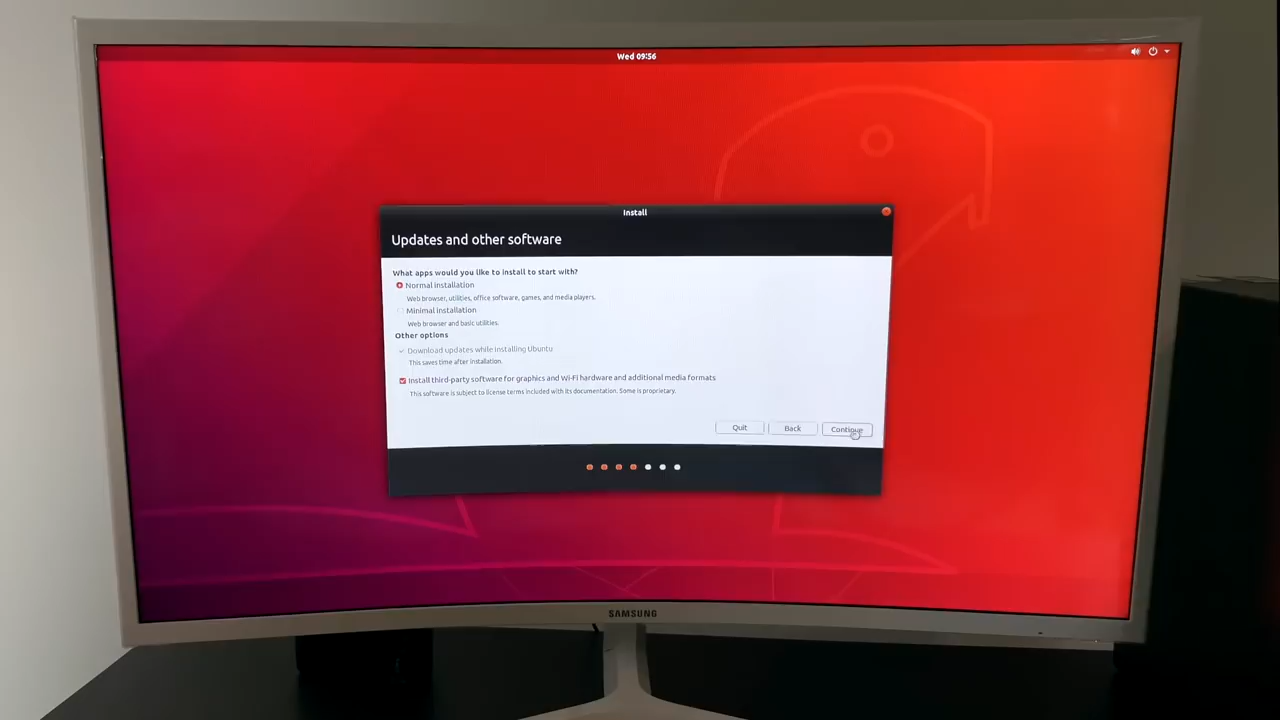 Wed 09:56
Install
Updates and other software
What apps would you like to install to start with?
Normal installation
Web browser, utilities, office software, games, and media players.
Minimal installation
Web browser and basic utilities.
Other options
Download updates while installing Ubuntu
This saves time after installation.
Install third-party software for graphics and Wi-Fi hardware and additional media formats
This software is subject to license terms included with its documentation. Some is proprietary.
Quit Back Continue
SAMSUNG